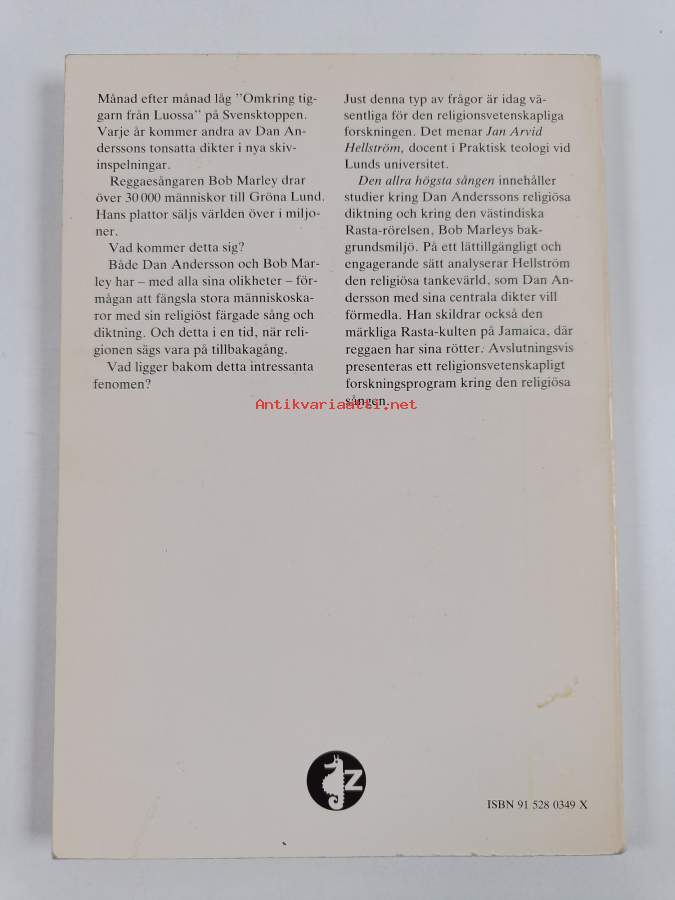 Månad efter månad låg "Omkring tig-
garn från Luossa" på Svensktoppen.
Varje år kommer andra av Dan An-
derssons tonsatta dikter i nya skiv-
inspelningar.
Reggaesångaren Bob Marley drar
över 30 000 människor till Gröna Lund.
Hans plattor säljs världen över i miljo-
ner.
Vad kommer detta sig?
Både Dan Andersson och Bob Mar-
ley har – med alla sina olikheter – för-
mågan att fängsla stora människoska-
ror med sin religiöst färgade sång och
diktning. Och detta i en tid, när reli-
gionen sägs vara på tillbakagång.
Vad ligger bakom detta intressanta
fenomen?
Just denna typ av frågor är idag vä-
sentliga för den religionsvetenskapliga
forskningen. Det menar Jan Arvid
Hellström, docent i Praktisk teologi vid
Lunds universitet.
Den allra högsta sången innehåller
studier kring Dan Anderssons religiösa
diktning och kring den västindiska
Rasta-rörelsen, Bob Marleys bak-
grundsmiljö. På ett lättillgängligt och
engagerande sätt analyserar Hellström
den religiösa tankevärld, som Dan An-
dersson med sina centrala dikter vill
förmedla. Han skildrar också den
märkliga Rasta-kulten på Jamaica, där
reggaen har sina rötter. Avslutningsvis
presenteras ett religionsvetenskapligt
forskningsprogram kring den religiösa
sången.
Antikvariaatti.net
Z
ISBN 91 528 0349 X